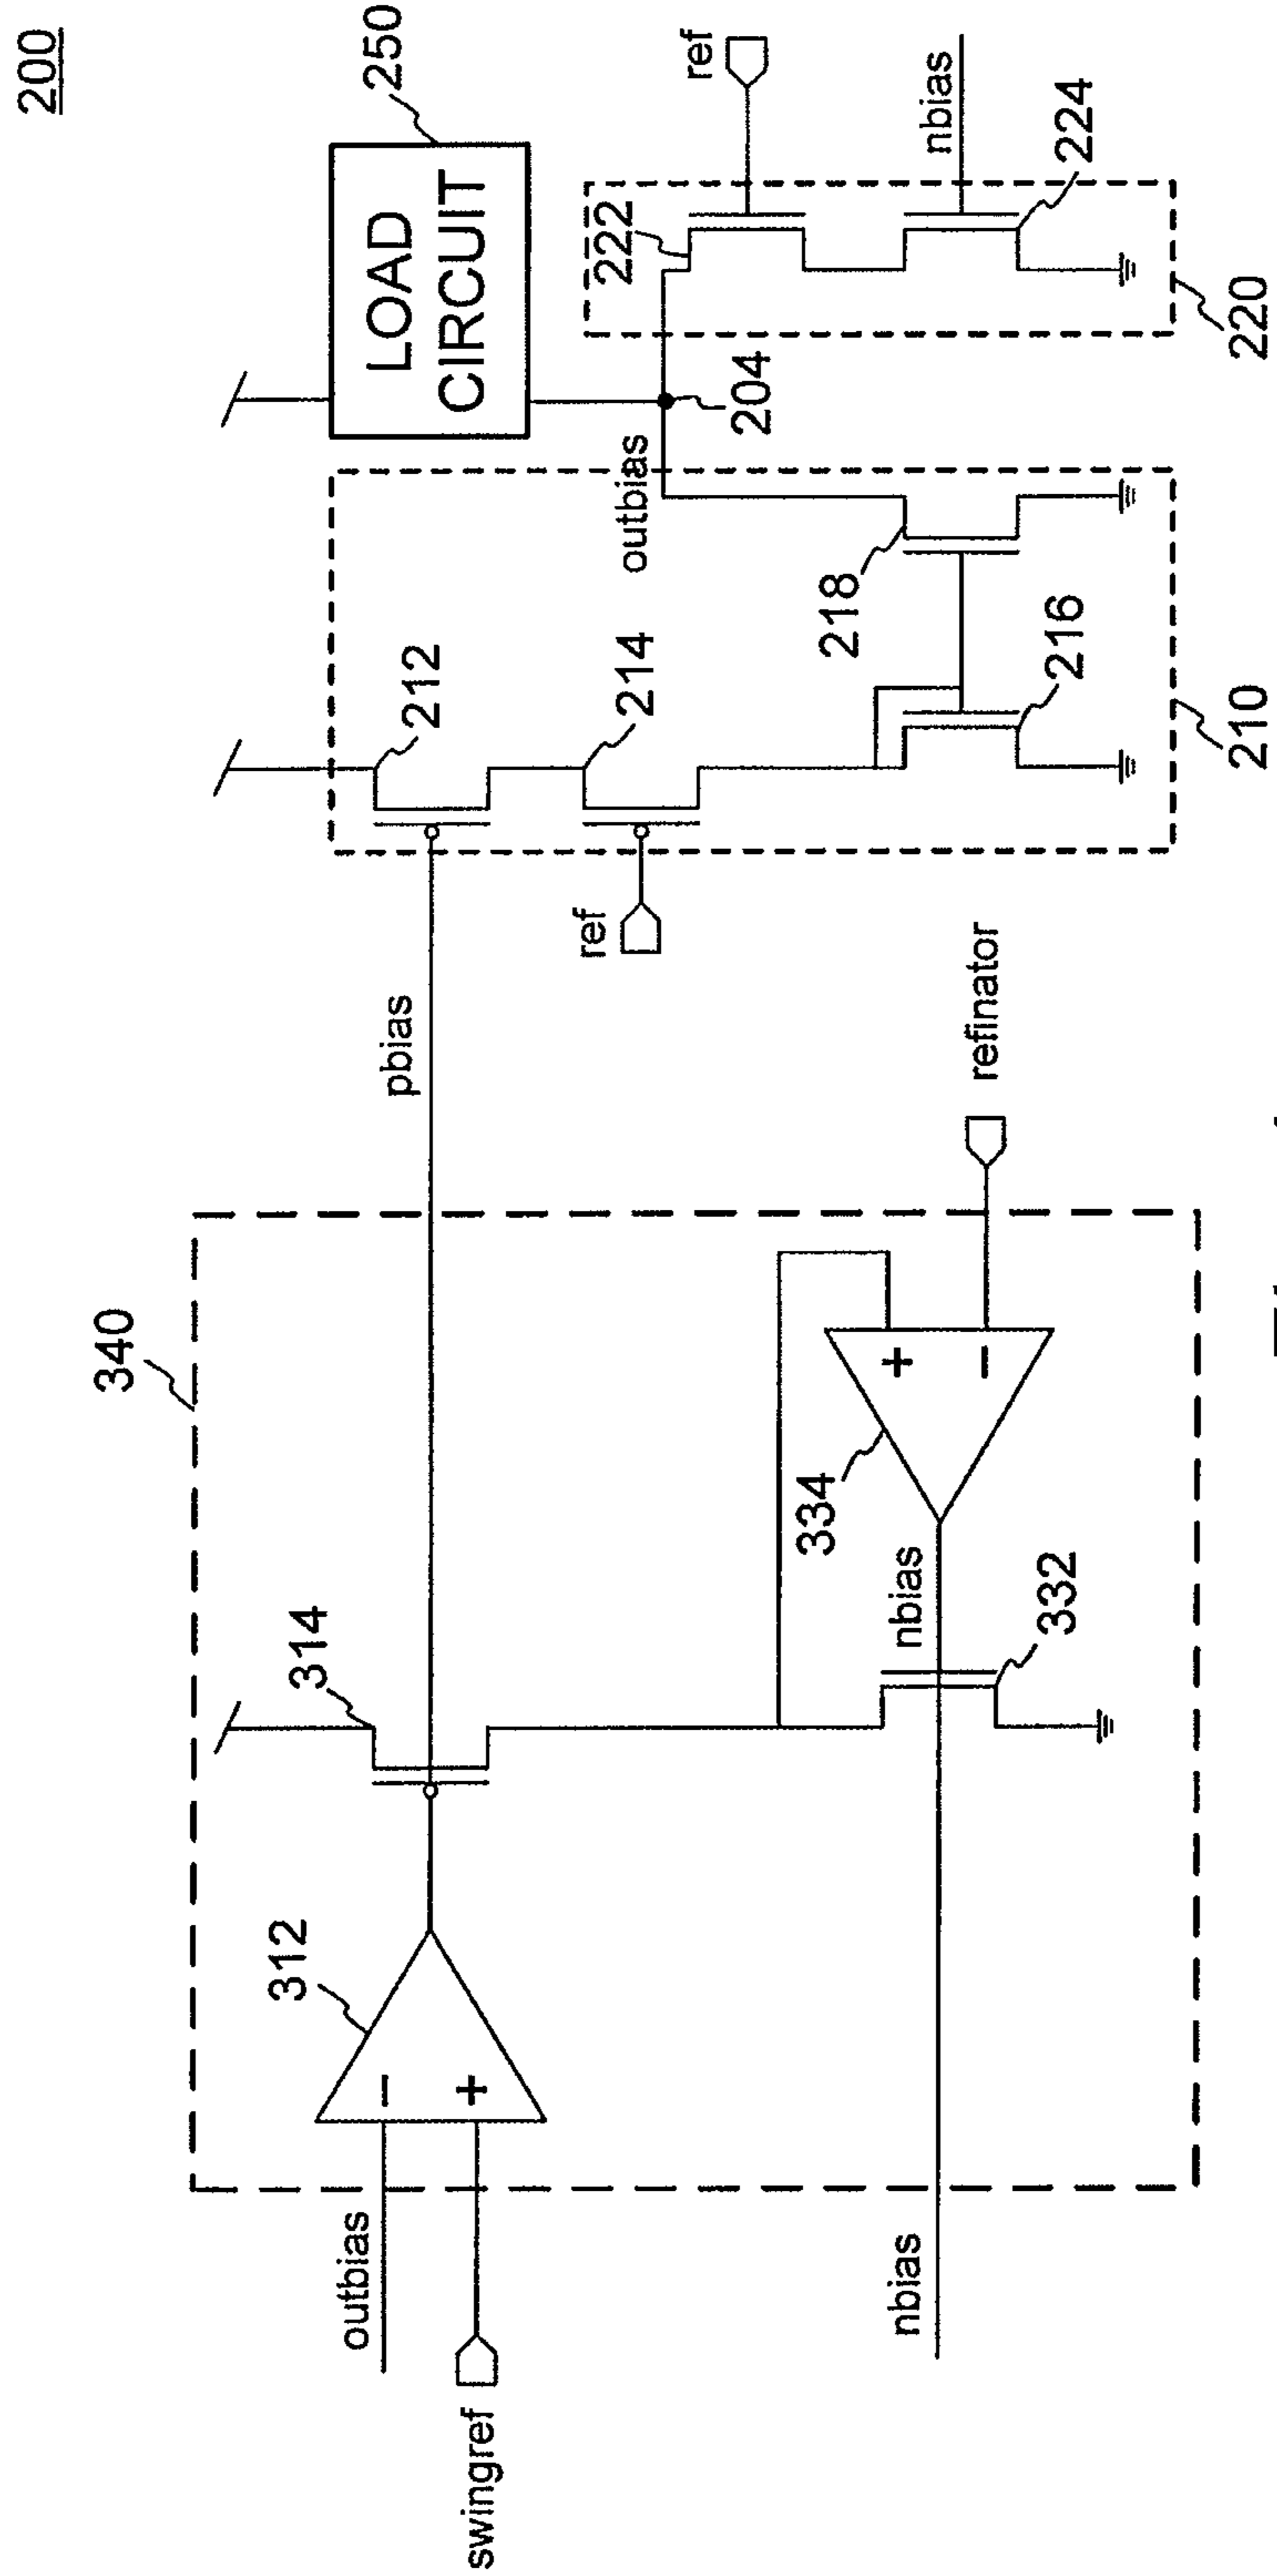 200
340
312
314
334
332
outbias
swingref
nbias
nbias
refinator
pbias
ref
212
214
216
218
210
outbias
204
LOAD
CIRCUIT
250
222
220
224
ref
nbias